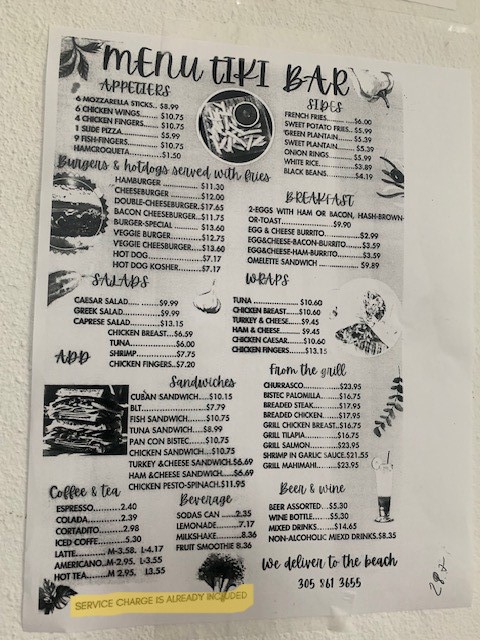 MENU TIKI BAR
APPETIERS
6 MOZZARELLA STICKS.. $8.99
6 CHICKEN WINGS..... $10.75
4 CHICKEN FINGERS.... $10.75
1 SLIDE PIZZA........ $5.99
9 FISH-FINGERS....... $10.75
HAMCROQUETA........ $1.50
SIDES
FRENCH FRIES.......$6.00
SWEET POTATO FRIES.. $5.99
GREEN PLANTAIN..... $5.39
SWEET PLANTAIN..... $5.39
ONION RINGS........ $5.99
WHITE RICE......... $3.89
BLACK BEANS........ $4.19
Burgers & hotdogs served with fries
HAMBURGER ...........$11.30
CHEESEBURGER .........$12.00
DOUBLE-CHEESEBURGER..$17.65
BACON CHEESEBURGER..$11.75
BURGER-SPECIAL .......$13.60
VEGGIE BURGER........$12.75
VEGGIE CHEESBURGER...$13.60
HOT DOG.............$7.17
HOT DOG KOSHER.......$7.17
BREAKFAST
2-EGGS WITH HAM OR BACON, HASH-BROWN-
OR-TOAST................$9.90
EGG & CHEESE BURRITO.......$2.99
EGG&CHEESE-BACON-BURRITO.....$3.59
EGG&CHEESE-HAM-BURRITO......$3.59
OMELETTE SANDWICH .......... $9.89
SALADS
CAESAR SALAD........$9.99
GREEK SALAD.........$9.99
CAPRESE SALAD.......$13.15
ADD
CHICKEN BREAST...$6.59
TUNA............$6.00
SHRIMP..........$7.75
CHICKEN FINGERS..$7.20
WRAPS
TUNA ................$10.60
CHICKEN BREAST....$10.60
TURKEY & CHEESE.... $9.45
HAM & CHEESE...... $9.45
CHICKEN CAESAR....$10.60
CHICKEN FINGERS....$13.15
Sandwiches
CUBAN SANDWICH....$10.15
BLT...............$7.79
FISH SANDWICH.....$10.75
TUNA SANDWICH.....$8.99
PAN CON BISTEC.....$10.75
CHICKEN SANDWICH...$10.75
TURKEY &CHEESE SANDWICH.$6.69
HAM &CHEESE SANDWICH....$6.69
CHICKEN PESTO-SPINACH.$11.95
From the grill
CHURRASCO...........$23.95
BISTEC PALOMILLA.....$16.75
BREADED STEAK.......$17.95
BREADED CHICKEN.....$17.95
GRILL CHICKEN BREAST.$16.75
GRILL TILAPIA........$16.75
GRILL SALMON........$23.95
SHRIMP IN GARLIC SAUCE.$21.55
GRILL MAHIMAHI......$23.95
Coffee & tea
ESPRESSO..........2.40
COLADA............2.39
CORTADITO.........2.98
ICED COFFE........5.30
LATTE........M-3.58, L-4.17
AMERICANO..M-2.95, L-3.55
HOT TEA......M 2.95, L3.55
Beverage
SODAS CAN .....2.35
LEMONADE.......7.17
MILKSHAKE.......8.36
FRUIT SMOOTHIE 8.36
Beer & wine
BEER ASSORTED...$5.30
WINE BOTTLE.....$5.30
MIXED DRINKS....$14.65
NON-ALCOHOLIC MIEXD DRINKS.$8.35
We deliver to the beach
305 861 3655
SERVICE CHARGE IS ALREADY INCLUDED